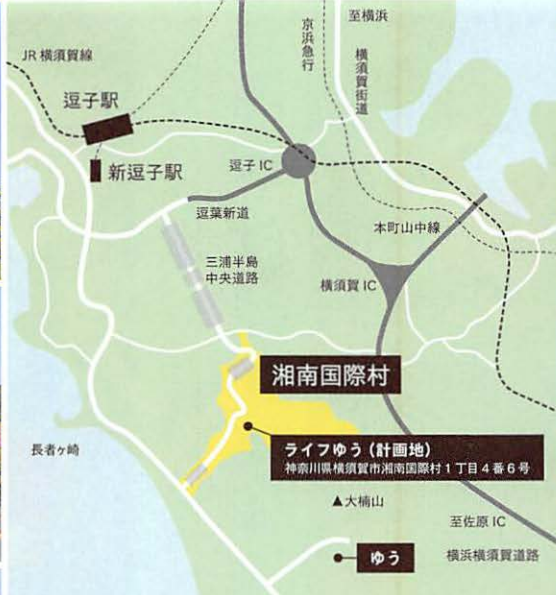 至横浜
京浜急行
横須賀街道
JR 横須賀線
逗子駅
新逗子駅
逗子 IC
逗葉新道
本町山中線
三浦半島
中央道路
横須賀 IC
湘南国際村
長者ヶ崎
ライフゆう（計画地）
神奈川県横須賀市湘南国際村1丁目4番6号
▲大楠山
至佐原 IC
横浜横須賀道路
ゆう